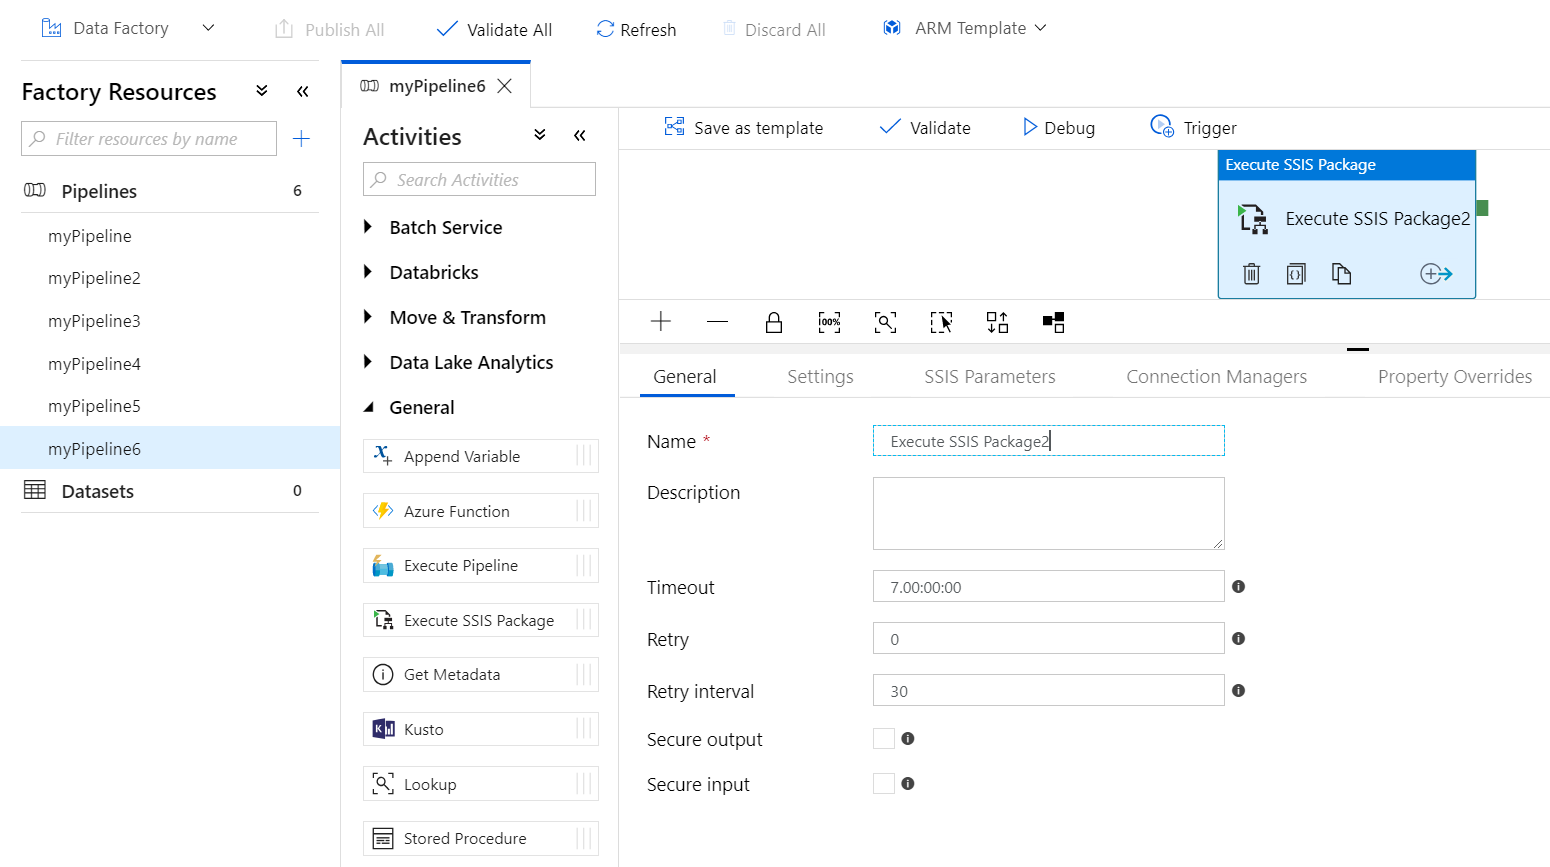 Data Factory
Publish All
Validate All
Refresh
Discard All
ARM Template
Factory Resources
Filter resources by name
Pipelines 6
myPipeline
myPipeline2
myPipeline3
myPipeline4
myPipeline5
myPipeline6
Datasets 0
myPipeline6
Activities
Search Activities
Batch Service
Databricks
Move & Transform
Data Lake Analytics
General
Append Variable
Azure Function
Execute Pipeline
Execute SSIS Package
Get Metadata
Kusto
Lookup
Stored Procedure
Save as template
Validate
Debug
Trigger
Execute SSIS Package
Execute SSIS Package2
100%
General
Settings
SSIS Parameters
Connection Managers
Property Overrides
Name * Execute SSIS Package2
Description
Timeout 7.00:00:00
Retry 0
Retry interval 30
Secure output
Secure input